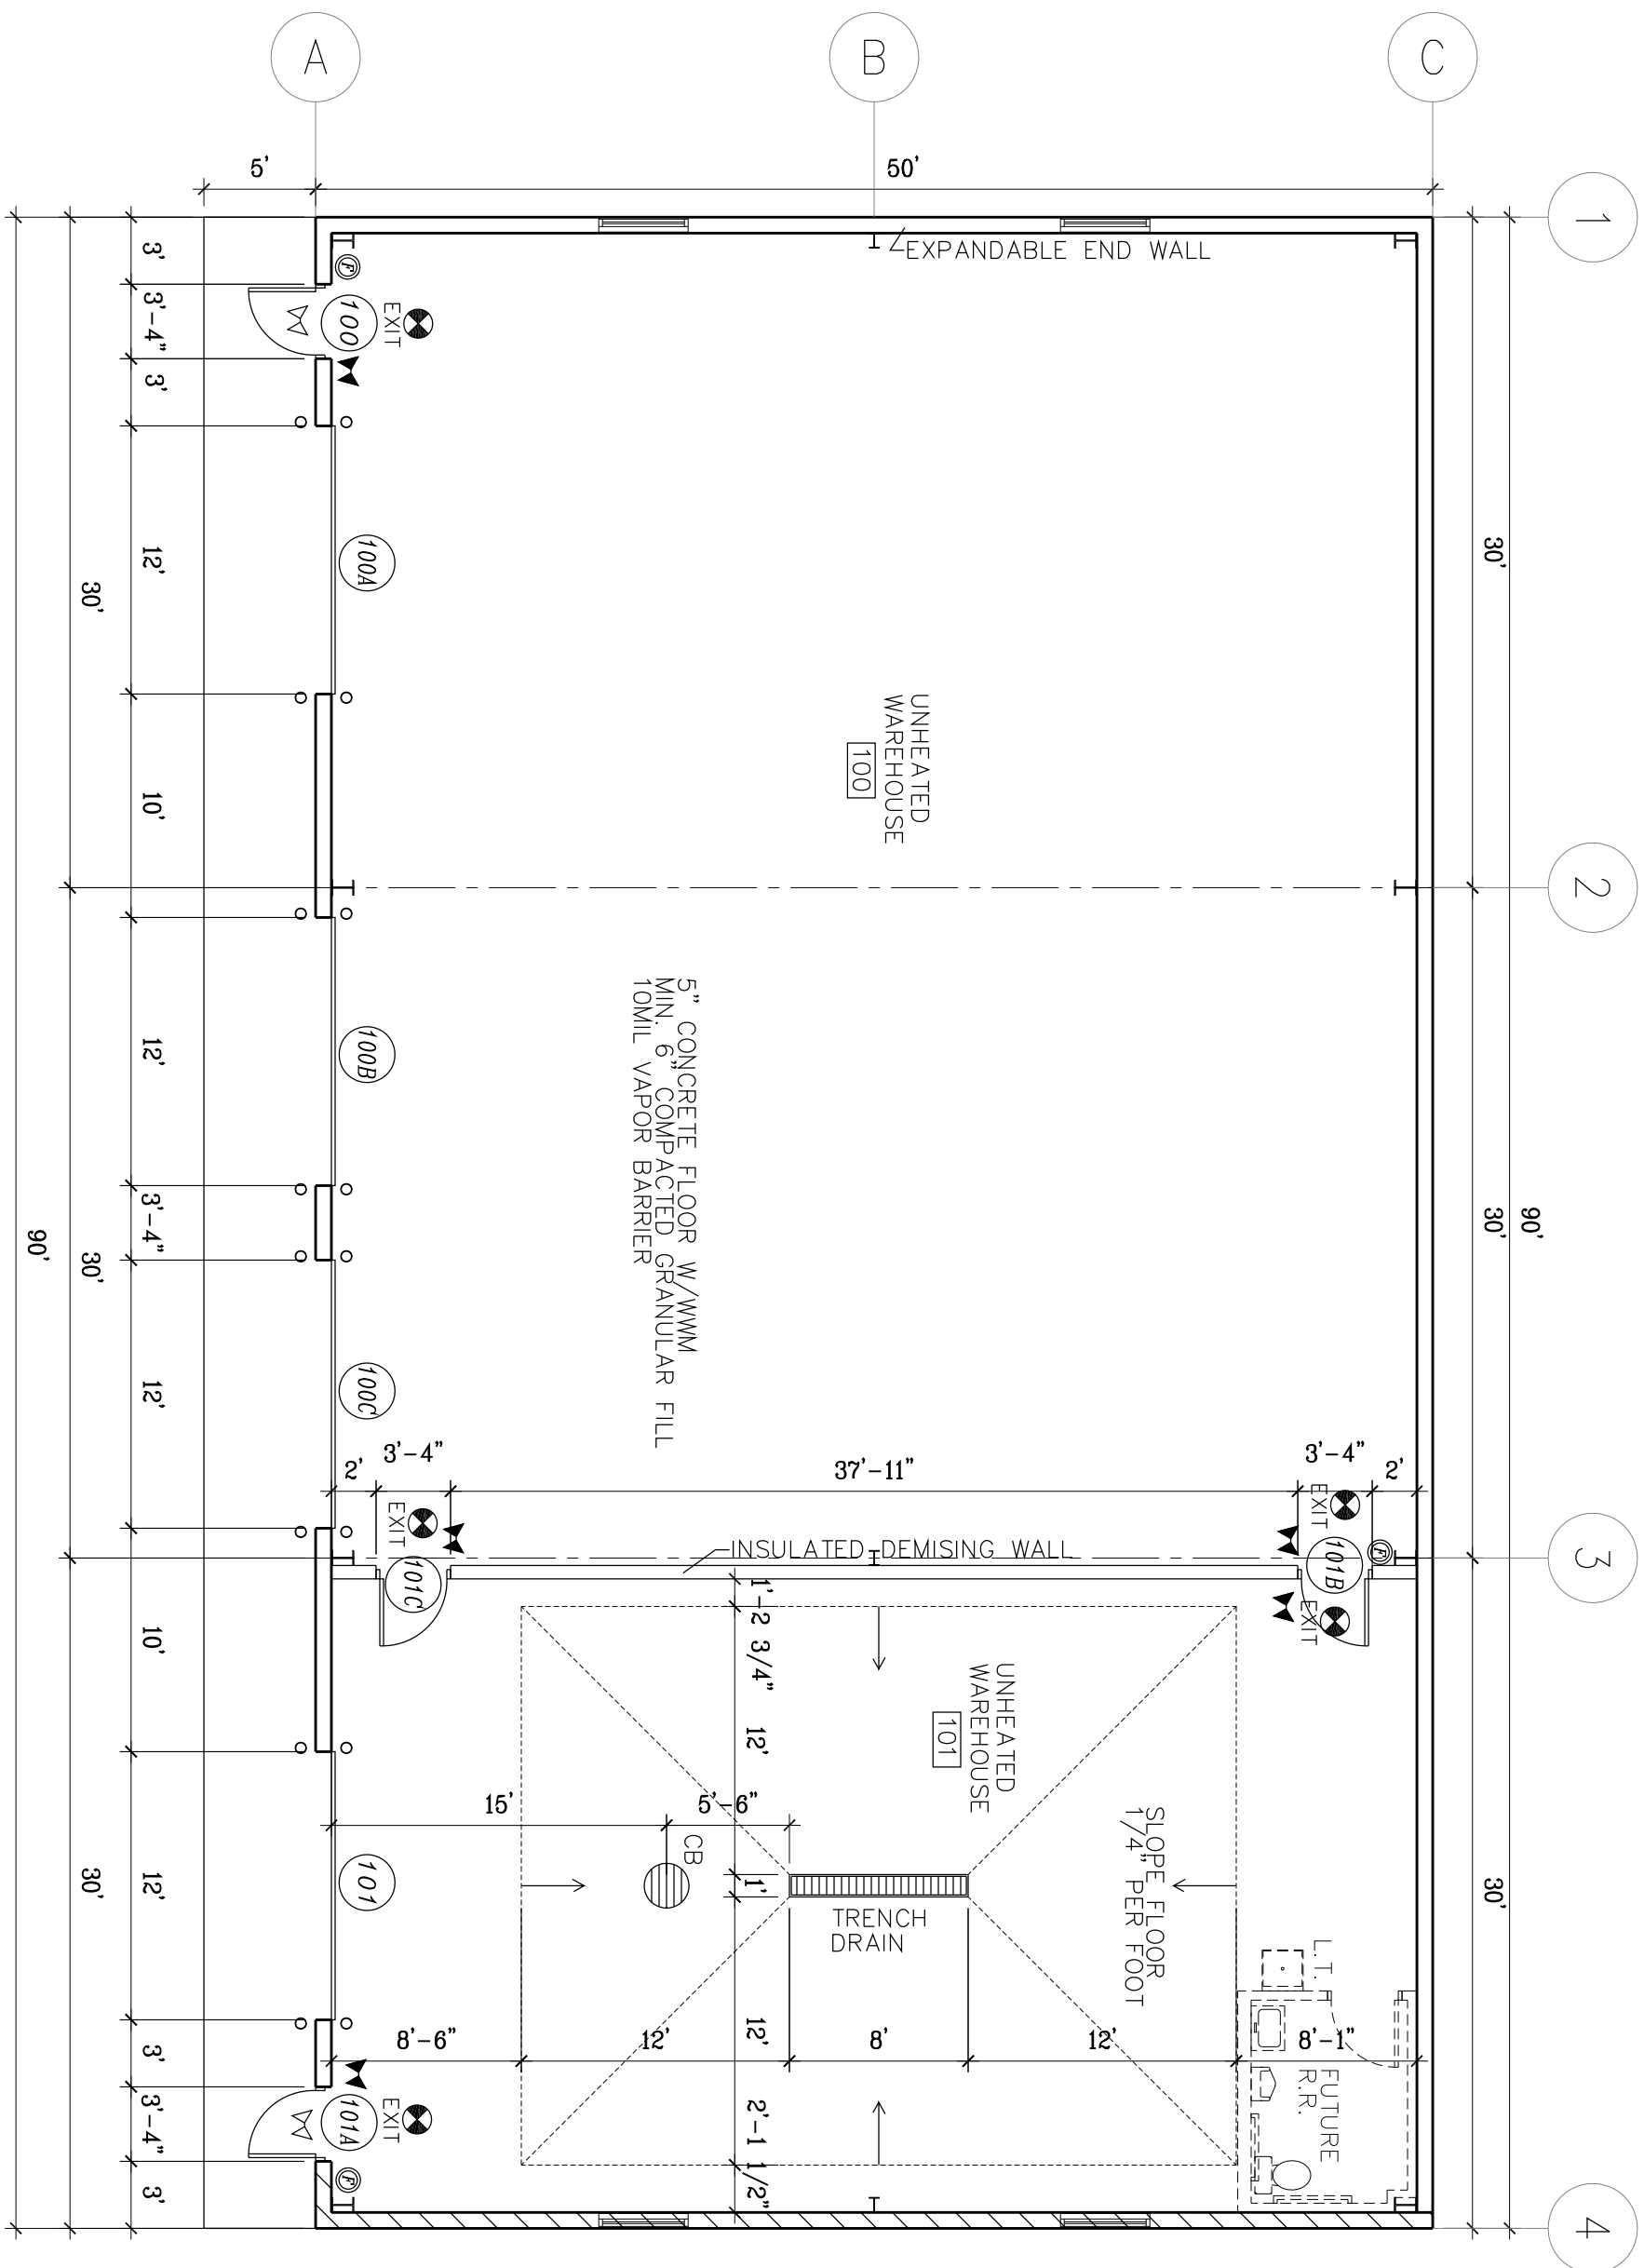 A
B
C
1
2
3
4
5'
50'
30'
30'
30'
90'
EXPANDABLE END WALL
F
100
EXIT
100A
100B
100C
UNHEATED
WAREHOUSE
100
5" CONCRETE FLOOR W/WWM
MIN. 6" COMPACTED GRANULAR FILL
10MIL VAPOR BARRIER
2'
3'-4"
37'-11"
3'-4"
2'
EXIT
101C
INSULATED DEMISING WALL
EXIT
101B
F
EXIT
1'-2 3/4"
12'
1'
12'
2'-1 1/2"
UNHEATED
WAREHOUSE
101
SLOPE FLOOR
1/4" PER FOOT
15'
5'-6"
CB
TRENCH
DRAIN
L.T.
FUTURE
R.R.
8'-6"
12'
8'
12'
8'-1"
101
EXIT
101A
F
3'
3'-4"
3'
12'
10'
12'
3'-4"
12'
10'
12'
3'
3'-4"
3'
30'
30'
30'
90'